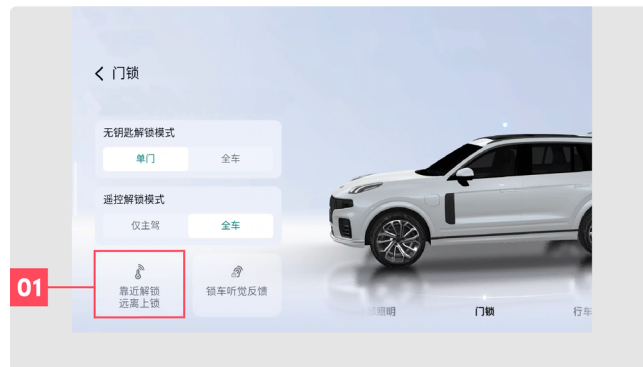 门锁
无钥匙解锁模式
单门 全车
遥控解锁模式
仅主驾 全车
01
靠近解锁
远离上锁
锁车听觉反馈
照明 门锁 行车